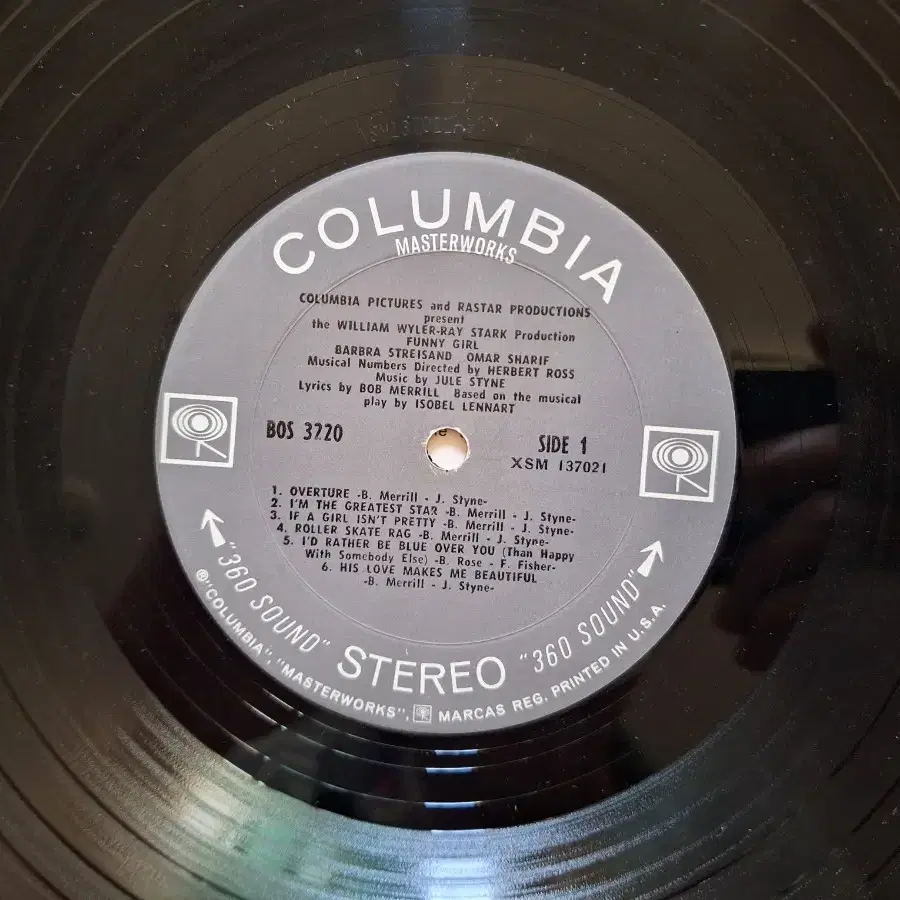 COLUMBIA
MASTERWORKS
COLUMBIA PICTURES and RASTAR PRODUCTIONS
present
the WILLIAM WYLER-RAY STARK Production
FUNNY GIRL
BARBRA STREISAND OMAR SHARIF
Musical Numbers Directed by HERBERT ROSS
Music by JULE STYNE
Lyrics by BOB MERRILL Based on the musical
play by ISOBEL LENNART
BOS 3220
SIDE 1
XSM 137021
1. OVERTURE -B. Merrill - J. Styne-
2. I'M THE GREATEST STAR -B. Merrill - J. Styne-
3. IF A GIRL ISN'T PRETTY -B. Merrill - J. Styne-
4. ROLLER SKATE RAG -B. Merrill - J. Styne-
5. I'D RATHER BE BLUE OVER YOU (Than Happy
With Somebody Else) -B. Rose - F. Fisher-
6. HIS LOVE MAKES ME BEAUTIFUL
-B. Merrill - J. Styne-
"360 SOUND" STEREO "360 SOUND"
Ⓟ"COLUMBIA", "MASTERWORKS", MARCAS REG. PRINTED IN U.S.A.